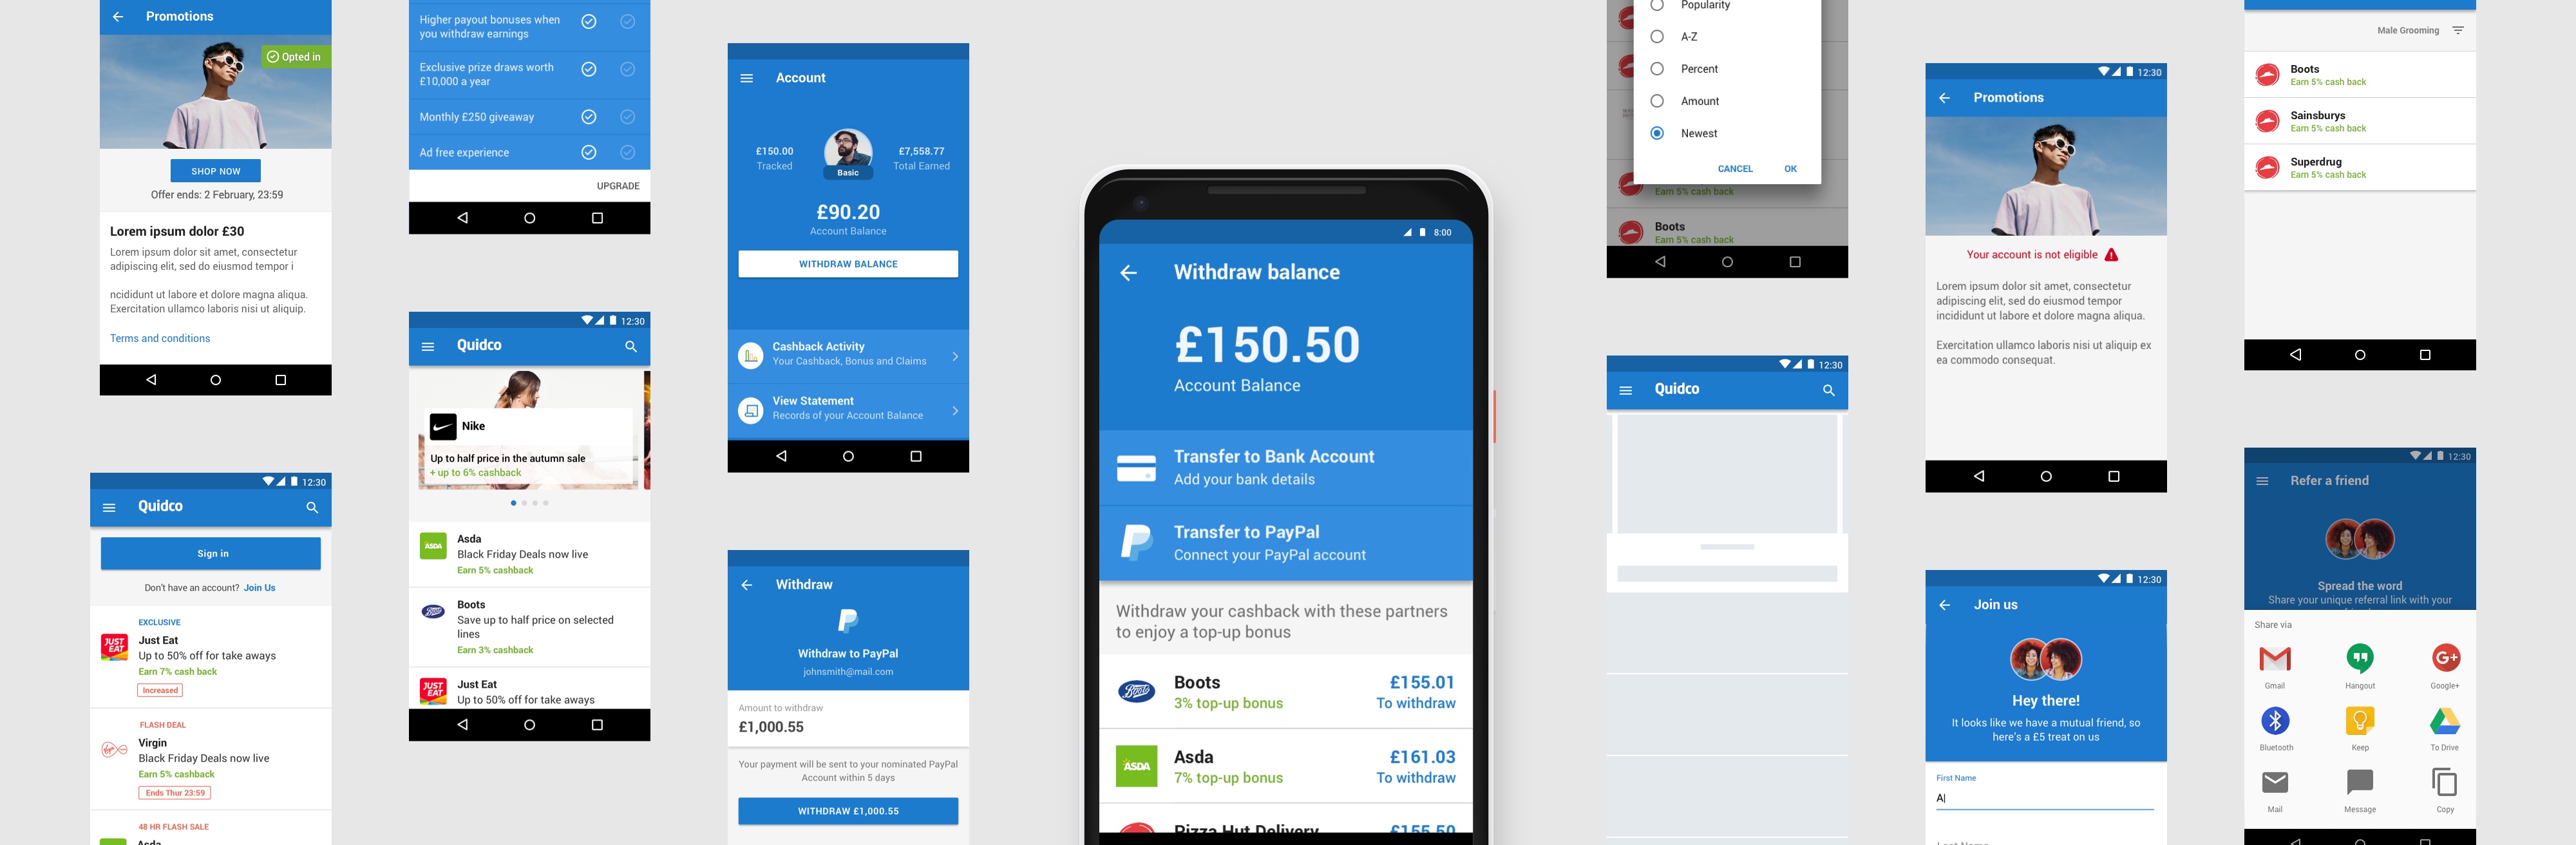 Promotions
Opted in
SHOP NOW
Offer ends: 2 February, 23:59
Lorem ipsum dolor £30
Lorem ipsum dolor sit amet, consectetur
adipiscing elit, sed do eiusmod tempor i
ncididunt ut labore et dolore magna aliqua.
Exercitation ullamco laboris nisi ut aliquip.
Terms and conditions
12:30
Quidco
Sign in
Don't have an account? Join Us
EXCLUSIVE
JUST EAT
Just Eat
Up to 50% off for take aways
Earn 7% cash back
Increased
FLASH DEAL
Virgin
Black Friday Deals now live
Earn 5% cashback
Ends Thur 23:59
48 HR FLASH SALE
Asda
Higher payout bonuses when
you withdraw earnings
Exclusive prize draws worth
£10,000 a year
Monthly £250 giveaway
Ad free experience
UPGRADE
12:30
Quidco
Nike
Up to half price in the autumn sale
+ up to 6% cashback
ASDA
Asda
Black Friday Deals now live
Earn 5% cashback
Boots
Boots
Save up to half price on selected
lines
Earn 3% cashback
JUST EAT
Just Eat
Up to 50% off for take aways
Account
£150.00
Tracked
Basic
£7,558.77
Total Earned
£90.20
Account Balance
WITHDRAW BALANCE
Cashback Activity
Your Cashback, Bonus and Claims
View Statement
Records of your Account Balance
Withdraw
Withdraw to PayPal
johnsmith@mail.com
Amount to withdraw
£1,000.55
Your payment will be sent to your nominated PayPal
Account within 5 days
WITHDRAW £1,000.55
8:00
Withdraw balance
£150.50
Account Balance
Transfer to Bank Account
Add your bank details
Transfer to PayPal
Connect your PayPal account
Withdraw your cashback with these partners
to enjoy a top-up bonus
Boots
Boots £155.01
3% top-up bonus To withdraw
ASDA
Asda £161.03
7% top-up bonus To withdraw
Pizza Hut Delivery £155.50
Popularity
A-Z
Percent
Amount
Newest
CANCEL OK
Earn 5% cash back
Boots
Earn 5% cash back
12:30
Quidco
12:30
Promotions
Your account is not eligible
Lorem ipsum dolor sit amet, consectetur
adipiscing elit, sed do eiusmod tempor
incididunt ut labore et dolore magna aliqua.
Exercitation ullamco laboris nisi ut aliquip ex
ea commodo consequat.
12:30
Join us
Hey there!
It looks like we have a mutual friend, so
here's a £5 treat on us
First Name
A
Last Name
Male Grooming
Boots
Earn 5% cash back
Sainsburys
Earn 5% cash back
Superdrug
Earn 5% cash back
12:30
Refer a friend
Spread the word
Share your unique referral link with your
Share via
G+
Gmail Hangout Google+
Bluetooth Keep To Drive
Mail Message Copy